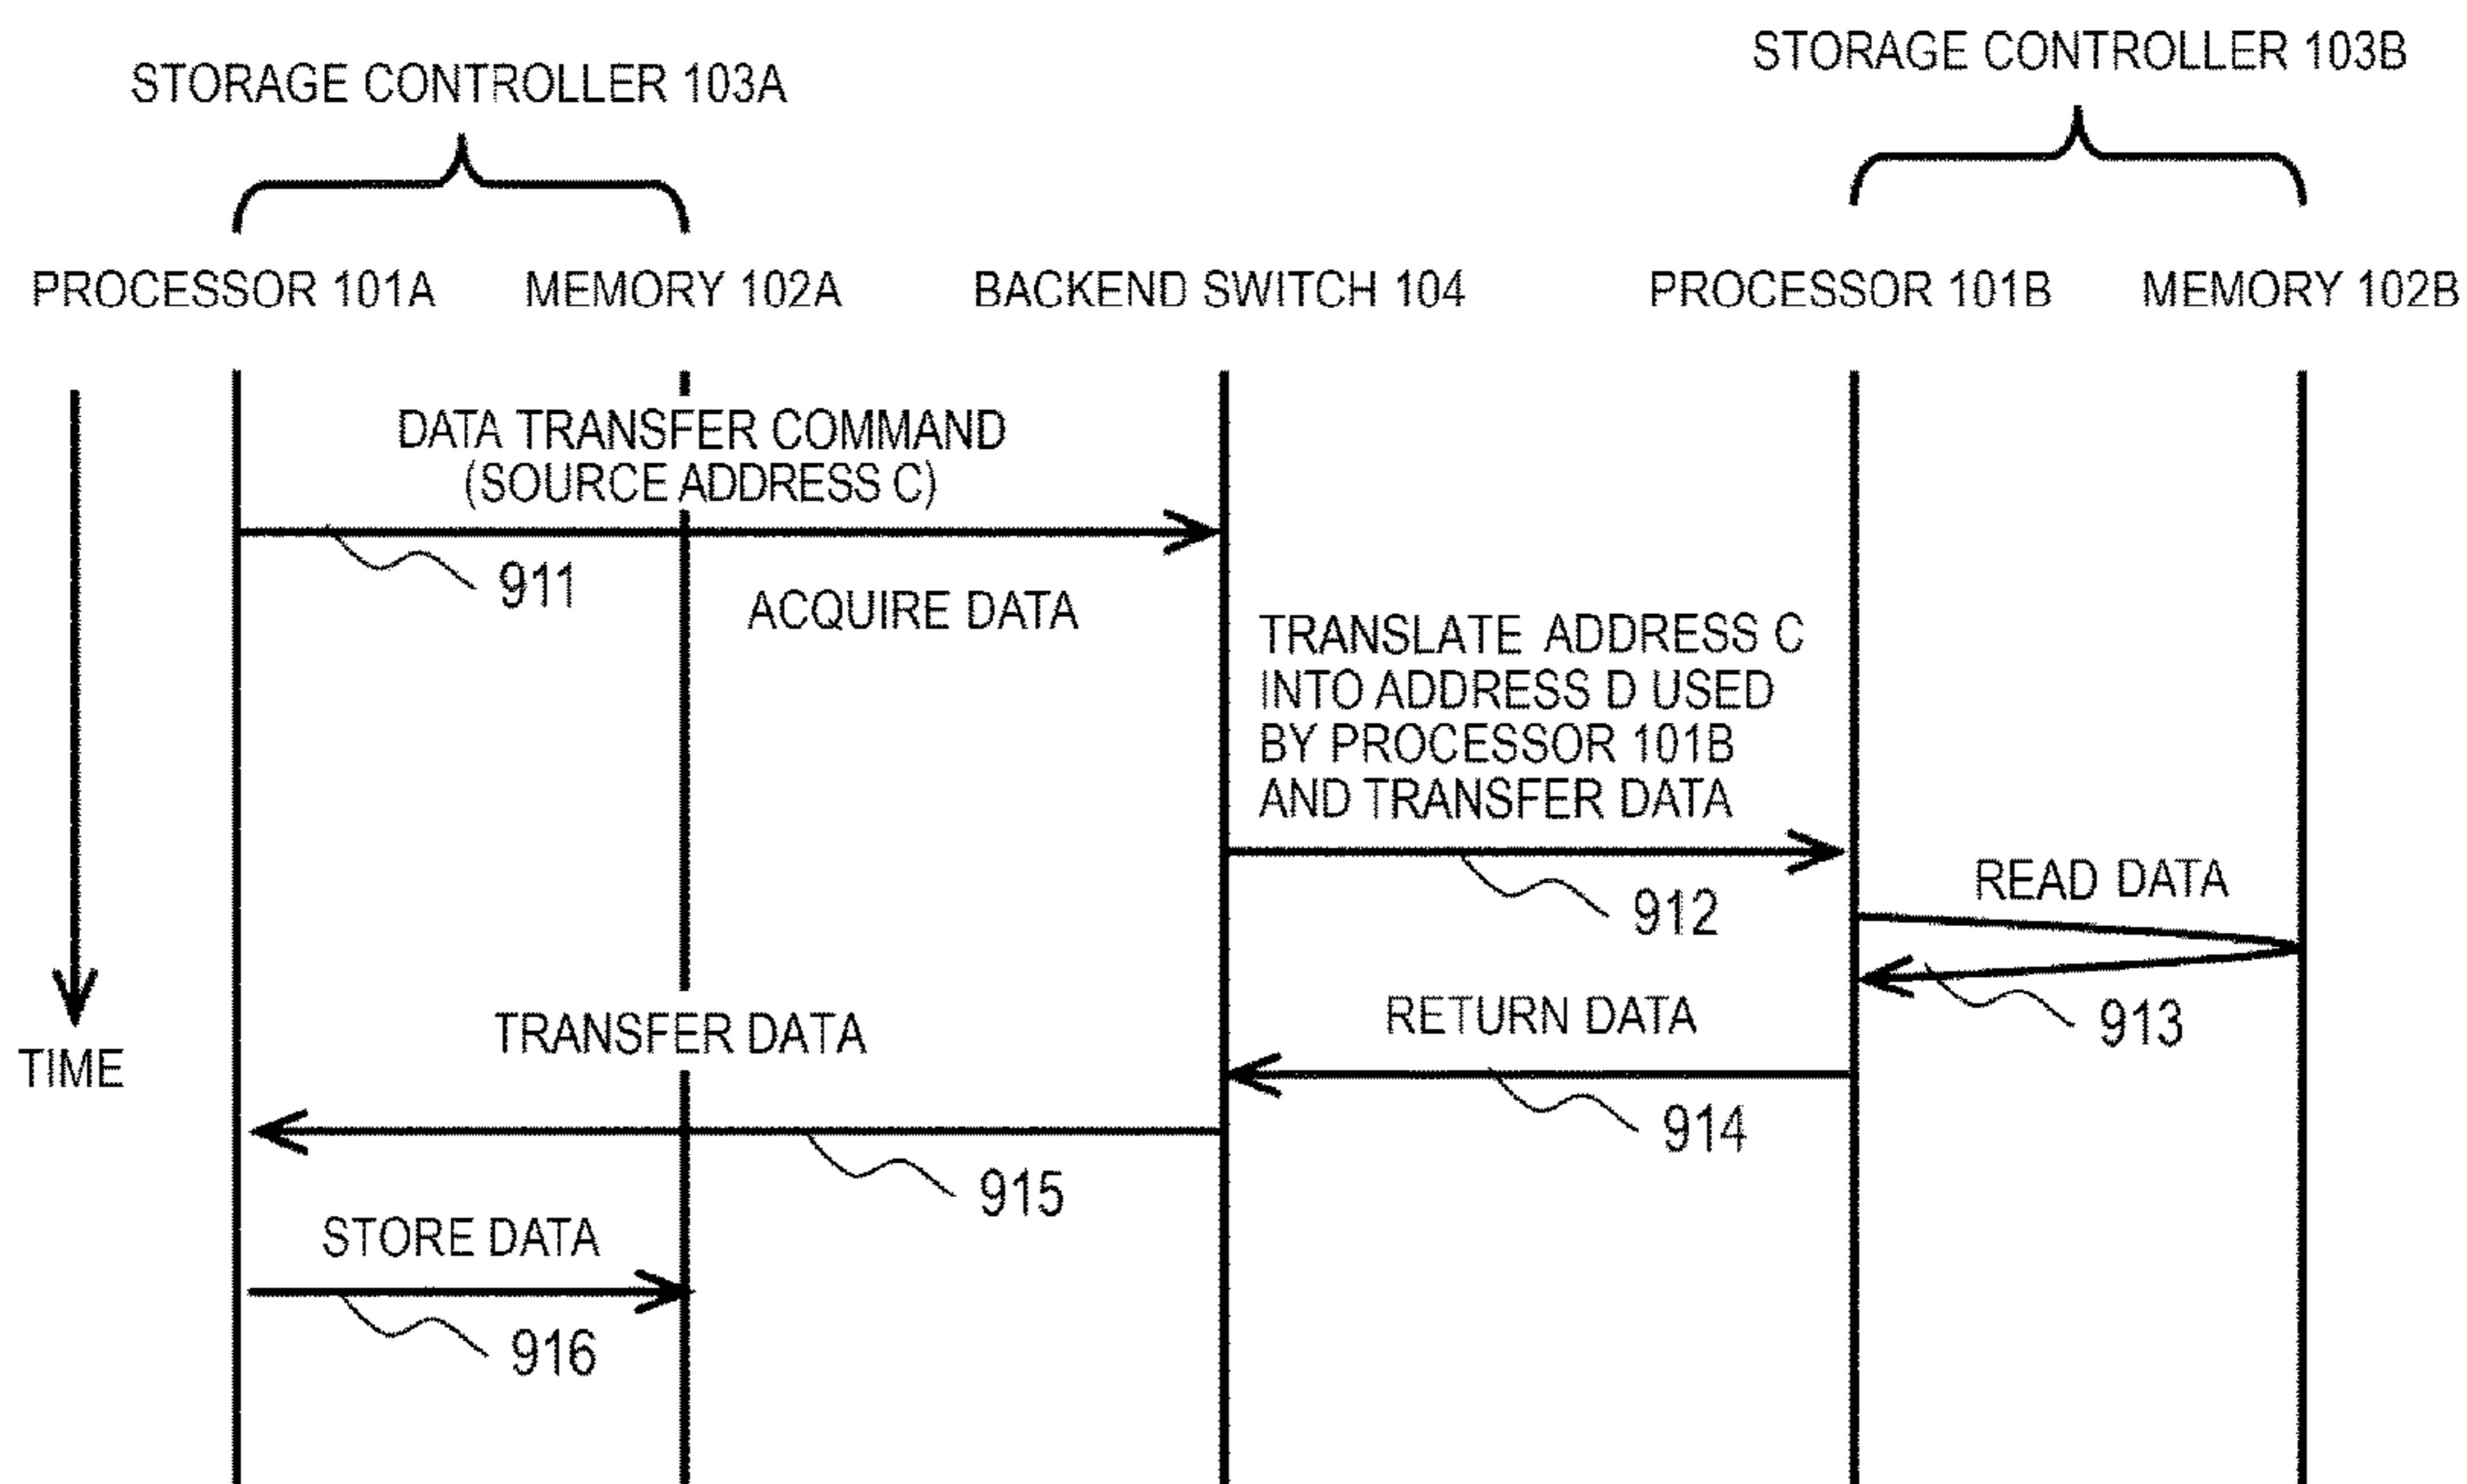 STORAGE CONTROLLER 103A
STORAGE CONTROLLER 103B
PROCESSOR 101A
MEMORY 102A
BACKEND SWITCH 104
PROCESSOR 101B
MEMORY 102B
DATA TRANSFER COMMAND
(SOURCE ADDRESS C)
911
ACQUIRE DATA
TRANSLATE ADDRESS C
INTO ADDRESS D USED
BY PROCESSOR 101B
AND TRANSFER DATA
912
READ DATA
913
RETURN DATA
914
TRANSFER DATA
915
TIME
STORE DATA
916